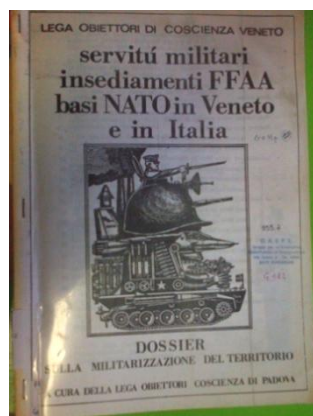 LEGA OBIETTORI DI COSCIENZA VENETO
servitú militari
insediamenti FFAA
basi NATO in Veneto
e in Italia
DOSSIER
SULLA MILITARIZZAZIONE DEL TERRITORIO
A CURA DELLA LEGA OBIETTORI COSCIENZA DI PADOVA